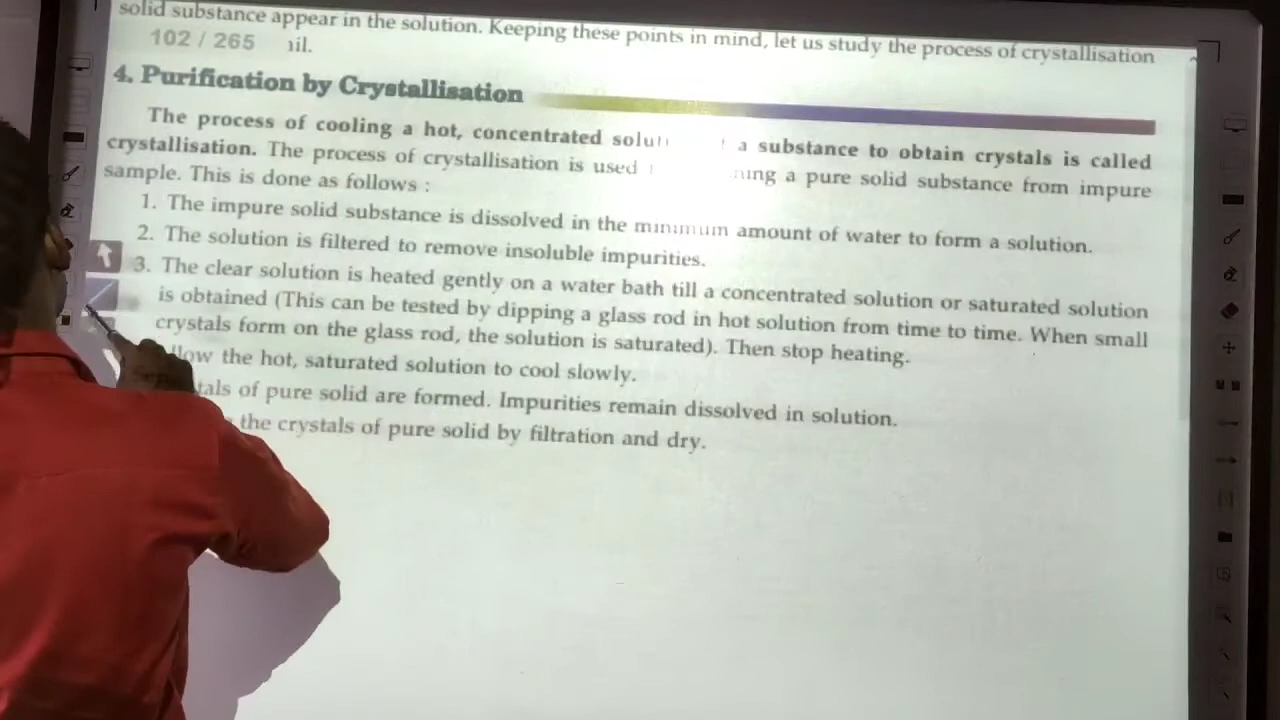 solid substance appear in the solution. Keeping these points in mind, let us study the process of crystallisation
102 / 265
4. Purification by Crystallisation
The process of cooling a hot, concentrated a substance to obtain crystals is called
crystallisation. The process of crystallisation is used a pure solid substance from impure
sample. This is done as follows :
1. The impure solid substance is dissolved in the minimum amount of water to form a solution.
2. The solution is filtered to remove insoluble impurities.
3. The clear solution is heated gently on a water bath till a concentrated solution or saturated solution
is obtained (This can be tested by dipping a glass rod in hot solution from time to time. When small
crystals form on the glass rod, the solution is saturated). Then stop heating.
the hot, saturated solution to cool slowly.
of pure solid are formed. Impurities remain dissolved in solution.
the crystals of pure solid by filtration and dry.